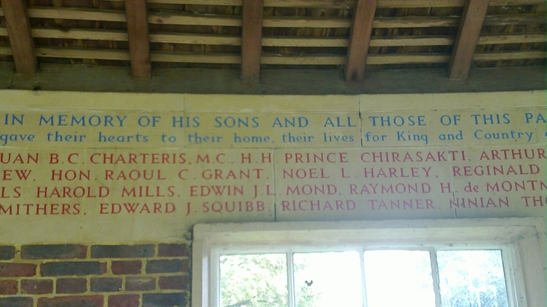 IN MEMORY OF HIS SONS AND ALL THOSE OF THIS PA
gave their hearts to their home, their lives for King and Country
UAN B.C. CHARTERIS, M.C., H.H PRINCE CHIRASAKTI, ARTHUR
EW, HON. RAOUL C. GRANT, NOEL L. HARLEY, REGINALD
LS HAROLD MILLS, EDWIN J.L. MOND, RAYMOND H. de MONTM
MITHERS, EDWARD J. SQUIBB, RICHARD TANNER, NINIAN THO